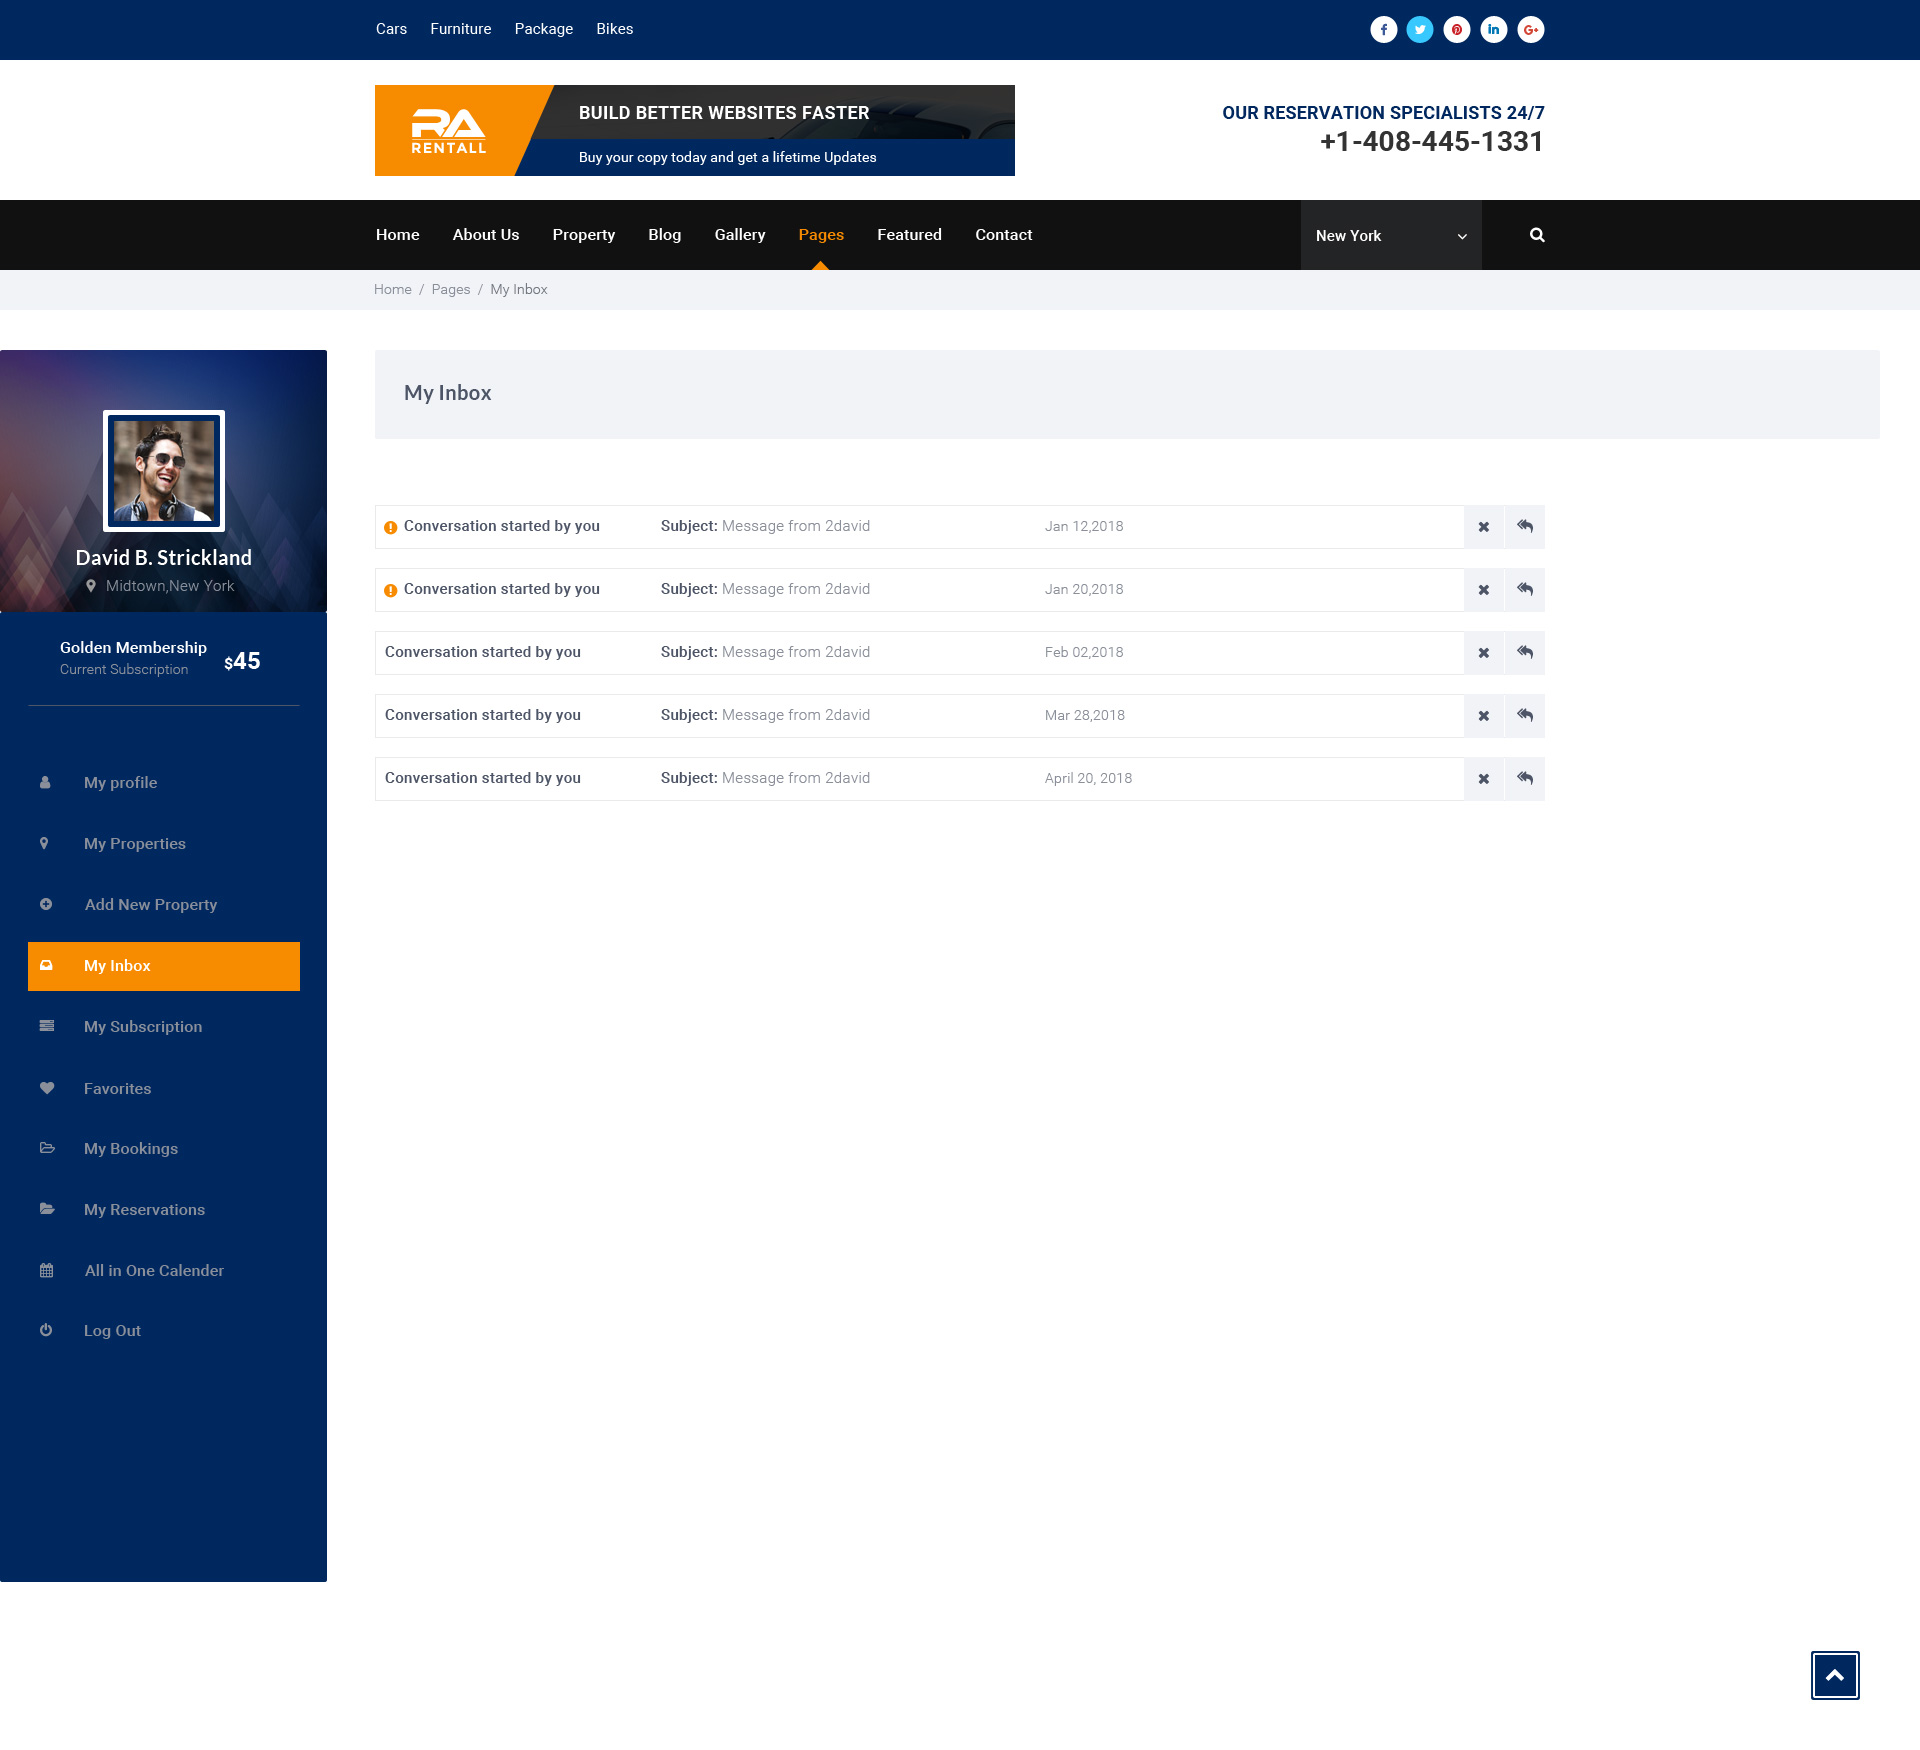 Cars Furniture Package Bikes
RA
RENTALL
BUILD BETTER WEBSITES FASTER
Buy your copy today and get a lifetime Updates
OUR RESERVATION SPECIALISTS 24/7
+1-408-445-1331
Home About Us Property Blog Gallery Pages Featured Contact New York
Home / Pages / My Inbox
David B. Strickland
Midtown,New York
Golden Membership
Current Subscription
$45
My profile
My Properties
Add New Property
My Inbox
My Subscription
Favorites
My Bookings
My Reservations
All in One Calender
Log Out
My Inbox
Conversation started by you Subject: Message from 2david Jan 12,2018
Conversation started by you Subject: Message from 2david Jan 20,2018
Conversation started by you Subject: Message from 2david Feb 02,2018
Conversation started by you Subject: Message from 2david Mar 28,2018
Conversation started by you Subject: Message from 2david April 20, 2018